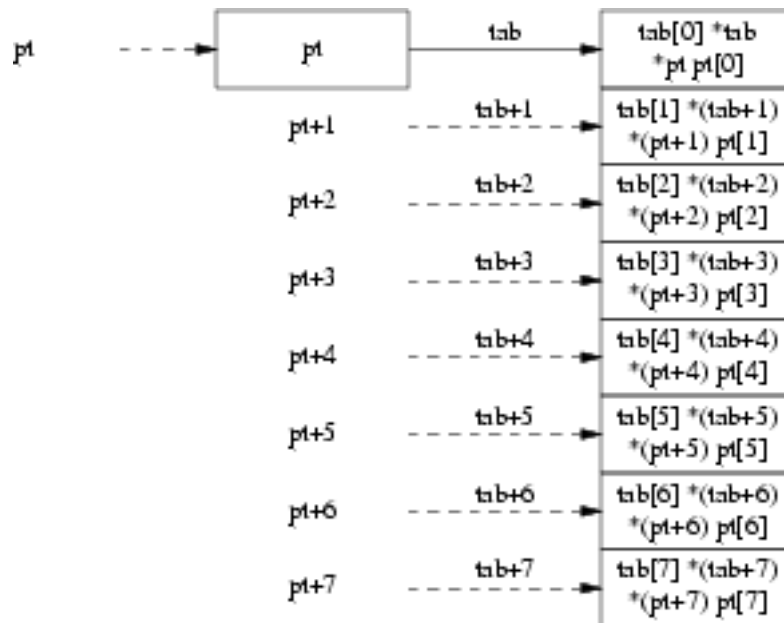 pt pt tab tab[0] *tab
*pt pt[0]
pt+1 tab+1 tab[1] *(tab+1)
*(pt+1) pt[1]
pt+2 tab+2 tab[2] *(tab+2)
*(pt+2) pt[2]
pt+3 tab+3 tab[3] *(tab+3)
*(pt+3) pt[3]
pt+4 tab+4 tab[4] *(tab+4)
*(pt+4) pt[4]
pt+5 tab+5 tab[5] *(tab+5)
*(pt+5) pt[5]
pt+6 tab+6 tab[6] *(tab+6)
*(pt+6) pt[6]
pt+7 tab+7 tab[7] *(tab+7)
*(pt+7) pt[7]